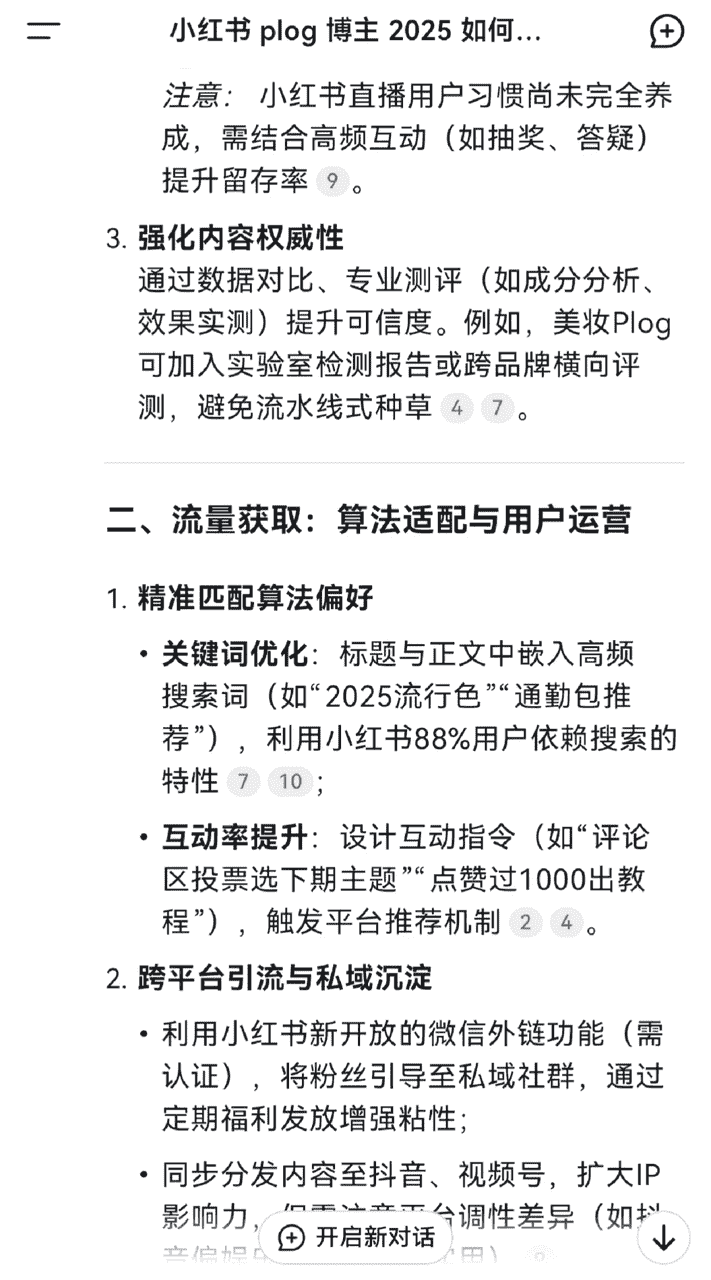 小红书 plog 博主 2025 如何...
注意： 小红书直播用户习惯尚未完全养
成，需结合高频互动（如抽奖、答疑）
提升留存率 9 。
3. 强化内容权威性
通过数据对比、专业测评（如成分分析、
效果实测）提升可信度。例如，美妆Plog
可加入实验室检测报告或跨品牌横向评
测，避免流水线式种草 4 7 。
二、流量获取：算法适配与用户运营
1. 精准匹配算法偏好
• 关键词优化：标题与正文中嵌入高频
搜索词（如“2025流行色”“通勤包推
荐”），利用小红书88%用户依赖搜索的
特性 7 10 ；
• 互动率提升：设计互动指令（如“评论
区投票选下期主题”“点赞过1000出教
程”），触发平台推荐机制 2 4 。
2. 跨平台引流与私域沉淀
• 利用小红书新开放的微信外链功能（需
认证），将粉丝引导至私域社群，通过
定期福利发放增强粘性；
• 同步分发内容至抖音、视频号，扩大IP
影响力，但需注意平台调性差异（如抖
音偏娱
开启新对话